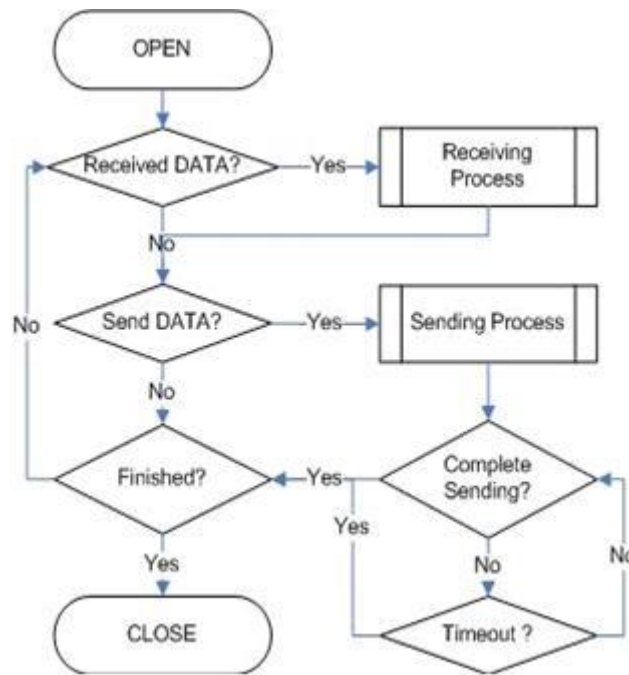 OPEN
Received DATA?
Yes
Receiving
Process
No
Send DATA?
Yes
Sending Process
No
No
Finished?
Yes
Complete
Sending?
Yes
No
No
Yes
CLOSE
Timeout ?